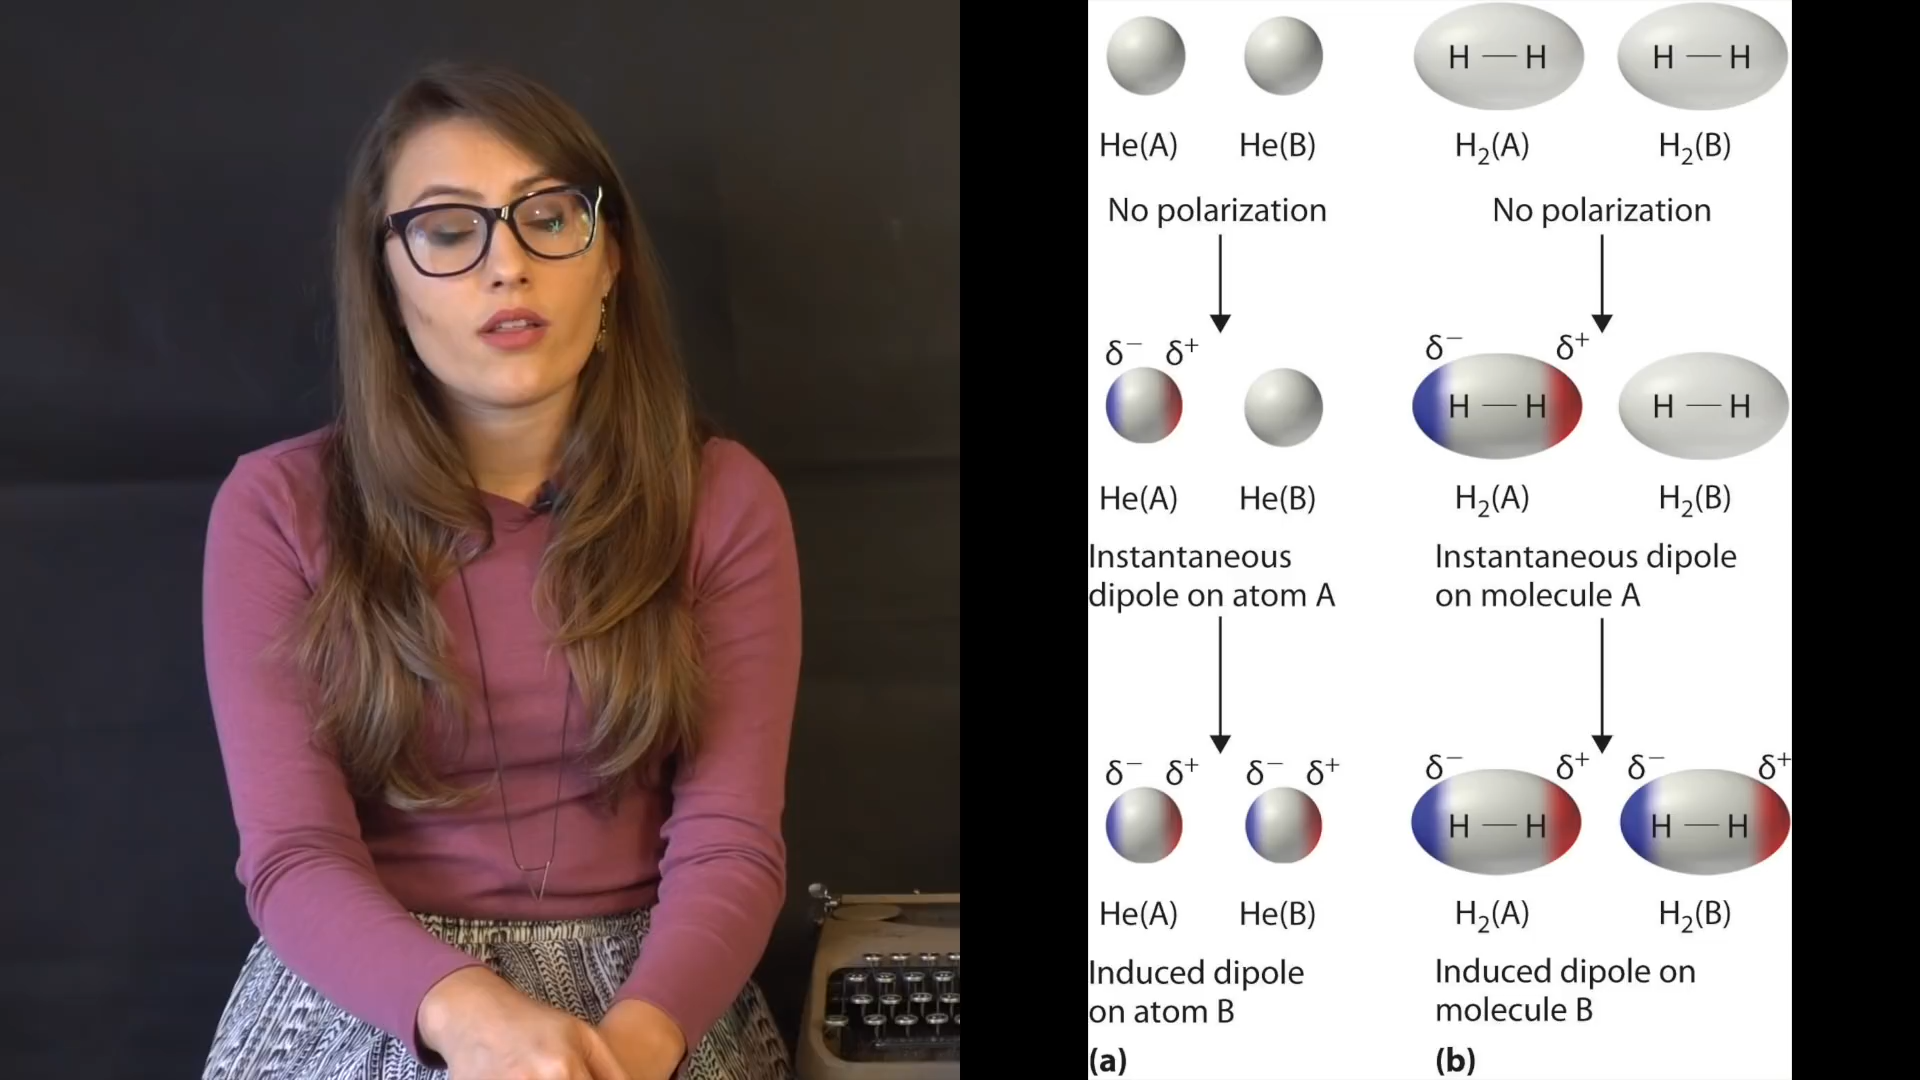 H — H H — H
He(A) He(B) H₂(A) H₂(B)
No polarization No polarization
δ⁻ δ⁺ δ⁻ δ⁺
H — H H — H
He(A) He(B) H₂(A) H₂(B)
Instantaneous
dipole on atom A
Instantaneous dipole
on molecule A
δ⁻ δ⁺ δ⁻ δ⁺ δ⁻ δ⁺ δ⁻ δ⁺
H — H H — H
He(A) He(B) H₂(A) H₂(B)
Induced dipole
on atom B
(a)
Induced dipole on
molecule B
(b)